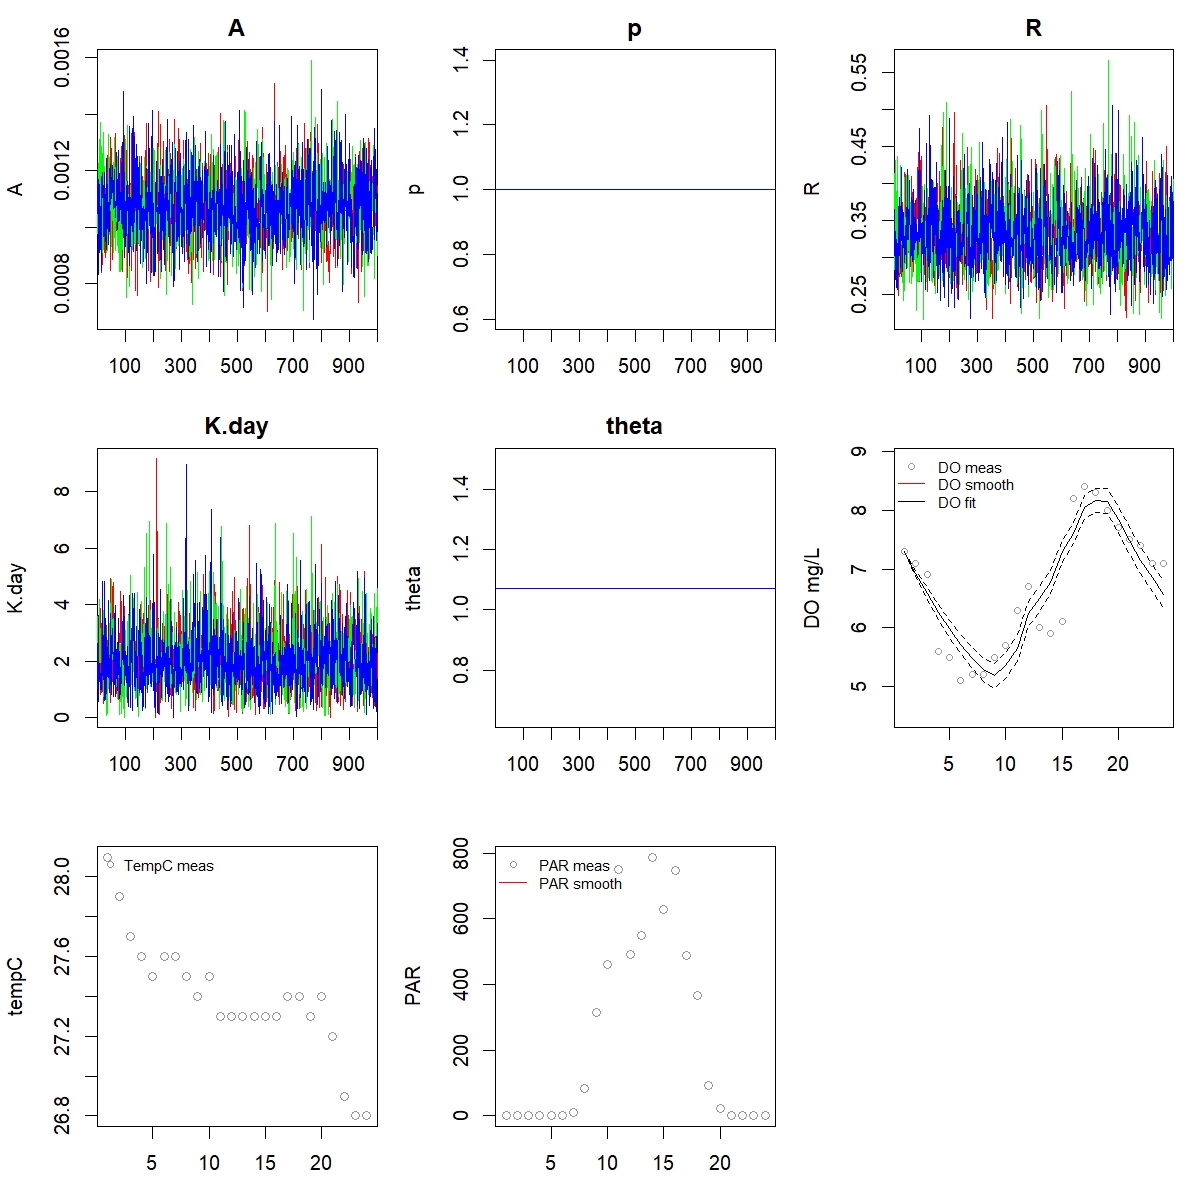 A
A
0.0008 0.0012 0.0016
100 300 500 700 900
p
p
0.6 0.8 1.0 1.2 1.4
100 300 500 700 900
R
R
0.25 0.35 0.45 0.55
100 300 500 700 900
K.day
K.day
0 2 4 6 8
100 300 500 700 900
theta
theta
0.8 1.0 1.2 1.4
100 300 500 700 900
DO mg/L
5 6 7 8 9
DO meas
DO smooth
DO fit
5 10 15 20
tempC
26.8 27.2 27.6 28.0
TempC meas
5 10 15 20
PAR
0 200 400 600 800
PAR meas
PAR smooth
5 10 15 20